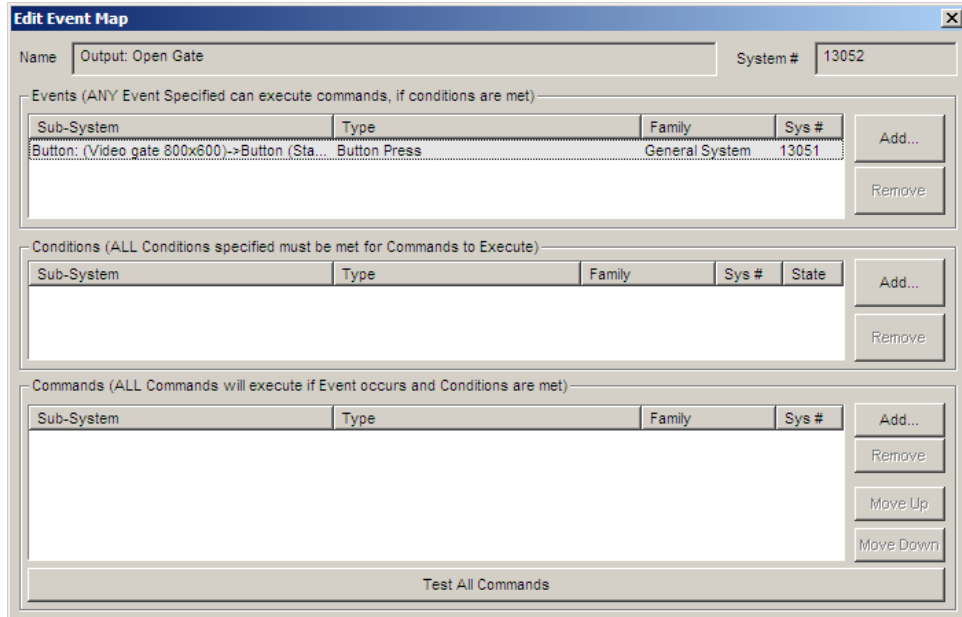 Edit Event Map
Name Output: Open Gate System # 13052
Events (ANY Event Specified can execute commands, if conditions are met)
Sub-System Type Family Sys # Add...
Button: (Video gate 800x600)->Button (Sta... Button Press General System 13051
Remove
Conditions (ALL Conditions specified must be met for Commands to Execute)
Sub-System Type Family Sys # State Add...
Remove
Commands (ALL Commands will execute if Event occurs and Conditions are met)
Sub-System Type Family Sys # Add...
Remove
Move Up
Move Down
Test All Commands